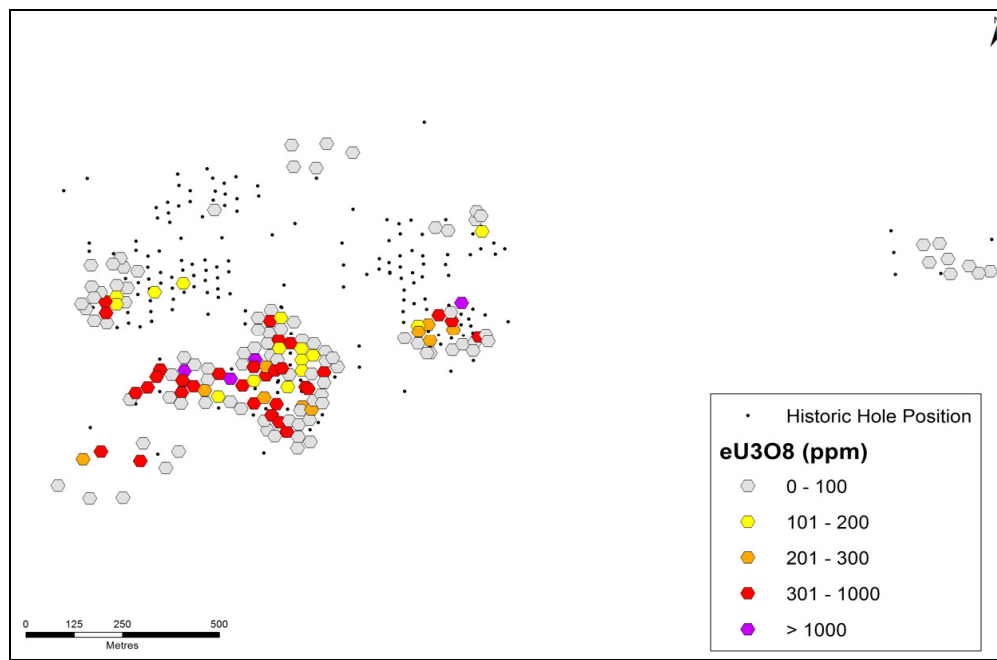 N
Historic Hole Position
eU3O8 (ppm)
0 - 100
101 - 200
201 - 300
301 - 1000
> 1000
0 125 250 500
Metres